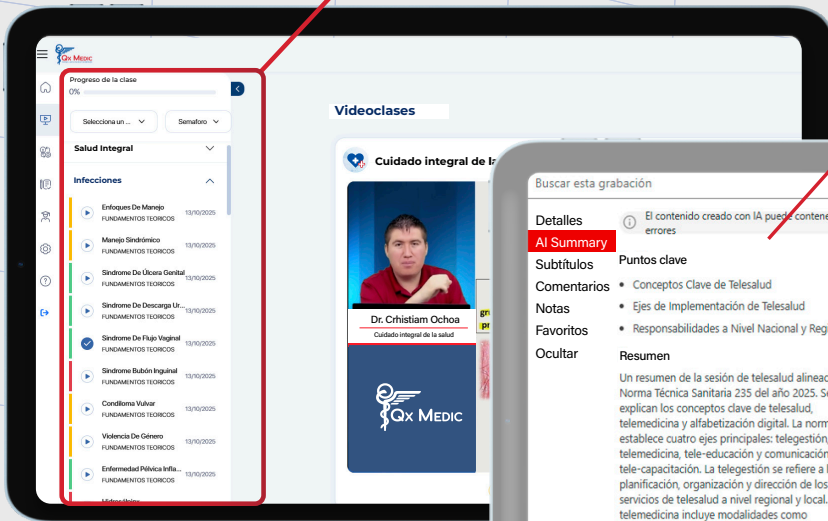 Qx Medic
Progreso de la clase
0%
Selecciona un ...
Semaforo
Salud Integral
Infecciones
Enfoques De Manejo
FUNDAMENTOS TEORICOS
13/10/2025
Manejo Sindrómico
FUNDAMENTOS TEORICOS
13/10/2025
Sindrome De Úlcera Genital
FUNDAMENTOS TEORICOS
13/10/2025
Sindrome De Descarga Ur...
FUNDAMENTOS TEORICOS
13/10/2025
Sindrome De Flujo Vaginal
FUNDAMENTOS TEORICOS
13/10/2025
Sindrome Bubón Inguinal
FUNDAMENTOS TEORICOS
13/10/2025
Condiloma Vulvar
FUNDAMENTOS TEORICOS
13/10/2025
Violencia De Género
FUNDAMENTOS TEORICOS
13/10/2025
Enfermedad Pélvica Infla...
FUNDAMENTOS TEORICOS
13/10/2025
Videoclases
Cuidado integral de la
Dr. Crhistiam Ochoa
Cuidado integral de la salud
Qx Medic
Buscar esta grabación
Detalles
AI Summary
Subtítulos
Comentarios
Notas
Favoritos
Ocultar
El contenido creado con IA puede contene
errores
Puntos clave
• Conceptos Clave de Telesalud
• Ejes de Implementación de Telesalud
• Responsabilidades a Nivel Nacional y Regi
Resumen
Un resumen de la sesión de telesalud alinead
Norma Técnica Sanitaria 235 del año 2025. Se
explican los conceptos clave de telesalud,
telemedicina y alfabetización digital. La norm
establece cuatro ejes principales: telegestión,
telemedicina, tele-educación y comunicación
tele-capacitación. La telegestión se refiere a l
planificación, organización y dirección de los
servicios de telesalud a nivel regional y local.
telemedicina incluye modalidades como